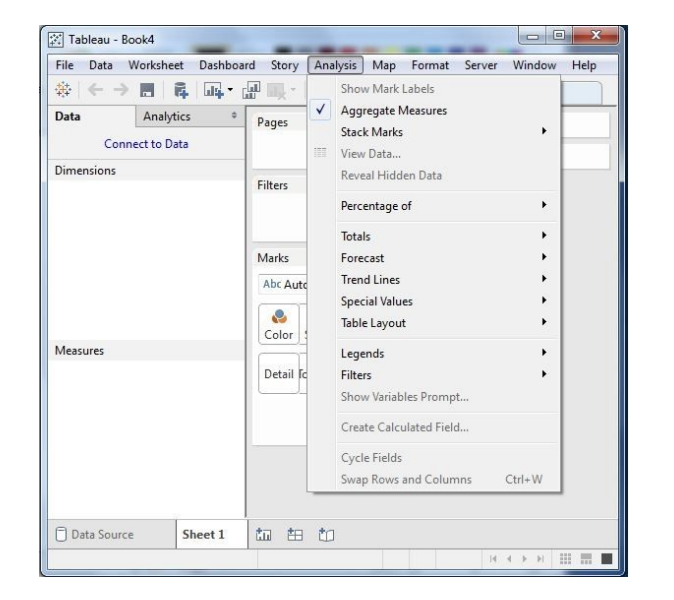 Tableau - Book4
File Data Worksheet Dashboard Story Analysis Map Format Server Window Help
Data Analytics
Connect to Data
Dimensions
Measures
Pages
Filters
Marks
Abc Auto
Color
Detail
Show Mark Labels
Aggregate Measures
Stack Marks
View Data...
Reveal Hidden Data
Percentage of
Totals
Forecast
Trend Lines
Special Values
Table Layout
Legends
Filters
Show Variables Prompt...
Create Calculated Field...
Cycle Fields
Swap Rows and Columns Ctrl+W
Data Source Sheet 1